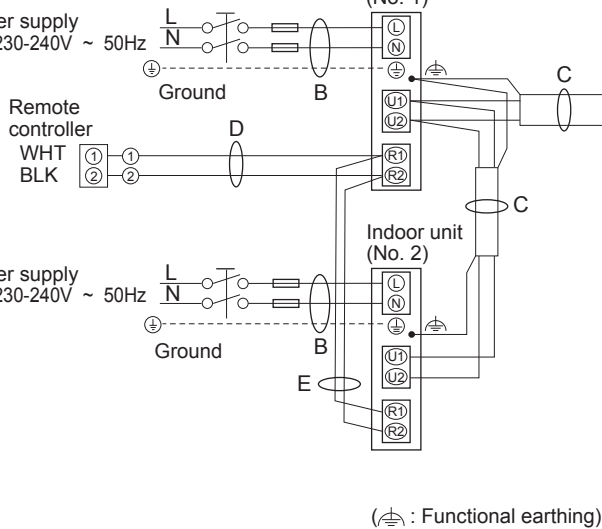 (No. 1)
er supply
230-240V ~ 50Hz
L
N
Ground
B
L
N
U1
U2
R1
R2
C
Remote
controller
WHT 1 1
BLK 2 2
D
C
Indoor unit
(No. 2)
er supply
230-240V ~ 50Hz
L
N
Ground
B
L
N
U1
U2
R1
R2
E
( : Functional earthing)